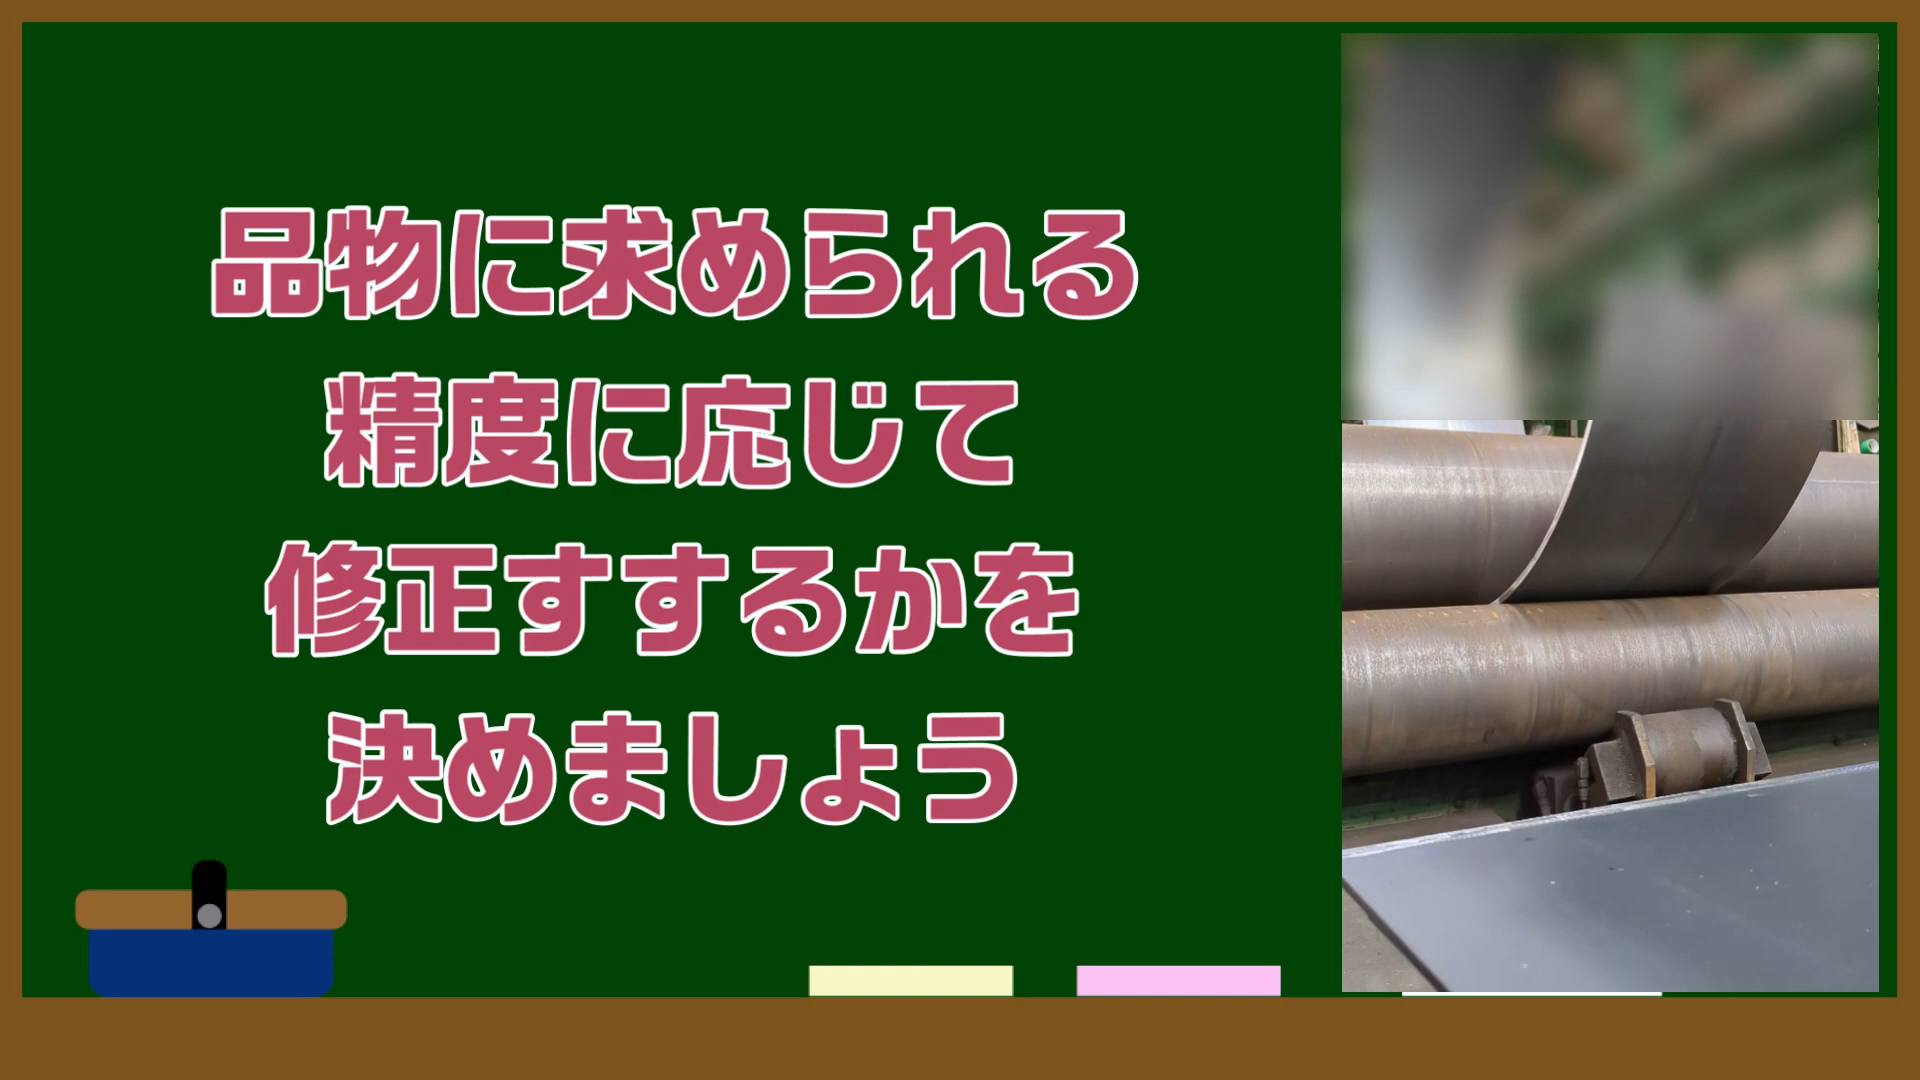 品物に求められる
精度に応じて
修正すするかを
決めましょう